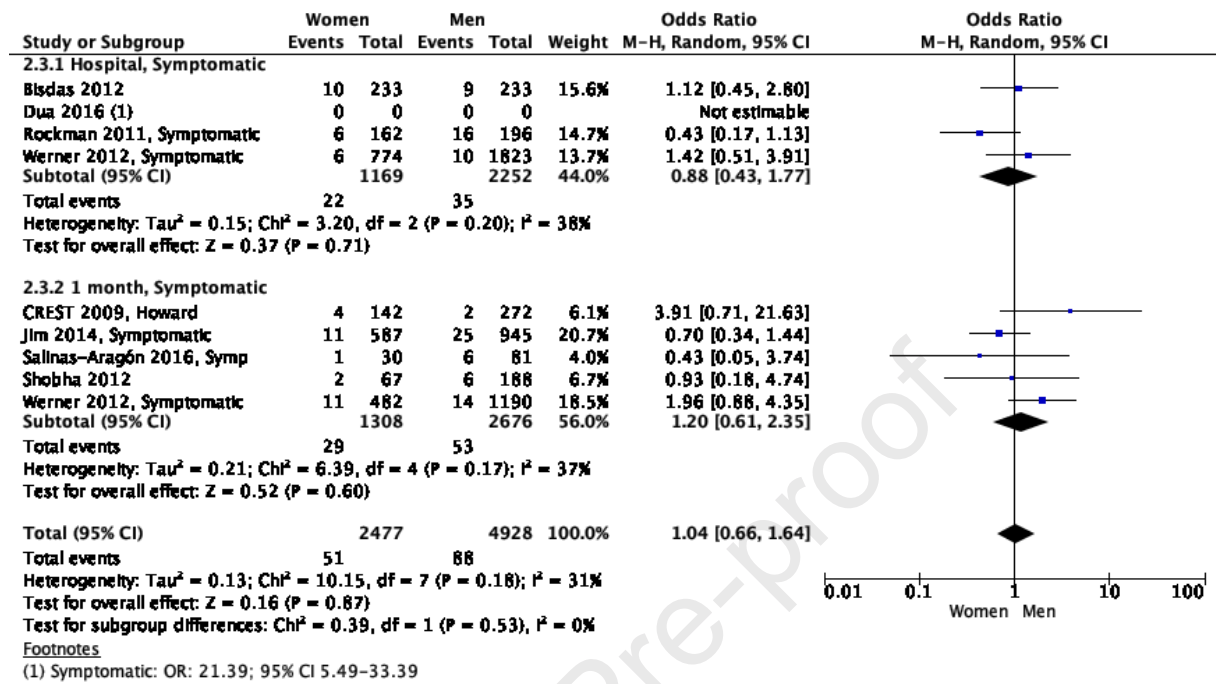 Women Men Odds Ratio Odds Ratio
Study or Subgroup Events Total Events Total Weight M-H, Random, 95% CI M-H, Random, 95% CI
2.3.1 Hospital, Symptomatic
Bisdas 2012 10 233 9 233 15.6% 1.12 [0.45, 2.80]
Dua 2016 (1) 0 0 0 0 Not estimable
Rockman 2011, Symptomatic 6 162 16 196 14.7% 0.43 [0.17, 1.13]
Werner 2012, Symptomatic 6 774 10 1823 13.7% 1.42 [0.51, 3.91]
Subtotal (95% CI) 1169 2252 44.0% 0.88 [0.43, 1.77]
Total events 22 35
Heterogeneity: Tau² = 0.15; Chi² = 3.20, df = 2 (P = 0.20); I² = 38%
Test for overall effect: Z = 0.37 (P = 0.71)
2.3.2 1 month, Symptomatic
CREST 2009, Howard 4 142 2 272 6.1% 3.91 [0.71, 21.63]
Jim 2014, Symptomatic 11 587 25 945 20.7% 0.70 [0.34, 1.44]
Salinas-Aragón 2016, Symp 1 30 6 81 4.0% 0.43 [0.05, 3.74]
Shobha 2012 2 67 6 188 6.7% 0.93 [0.18, 4.74]
Werner 2012, Symptomatic 11 482 14 1190 18.5% 1.96 [0.88, 4.35]
Subtotal (95% CI) 1308 2676 56.0% 1.20 [0.61, 2.35]
Total events 29 53
Heterogeneity: Tau² = 0.21; Chi² = 6.39, df = 4 (P = 0.17); I² = 37%
Test for overall effect: Z = 0.52 (P = 0.60)
Total (95% CI) 2477 4928 100.0% 1.04 [0.66, 1.64]
Total events 51 88
Heterogeneity: Tau² = 0.13; Chi² = 10.15, df = 7 (P = 0.18); I² = 31%
Test for overall effect: Z = 0.16 (P = 0.87)
Test for subgroup differences: Chi² = 0.39, df = 1 (P = 0.53), I² = 0%
0.01 0.1 1 10 100
Women Men
Footnotes
(1) Symptomatic: OR: 21.39; 95% CI 5.49-33.39
Pre-proof